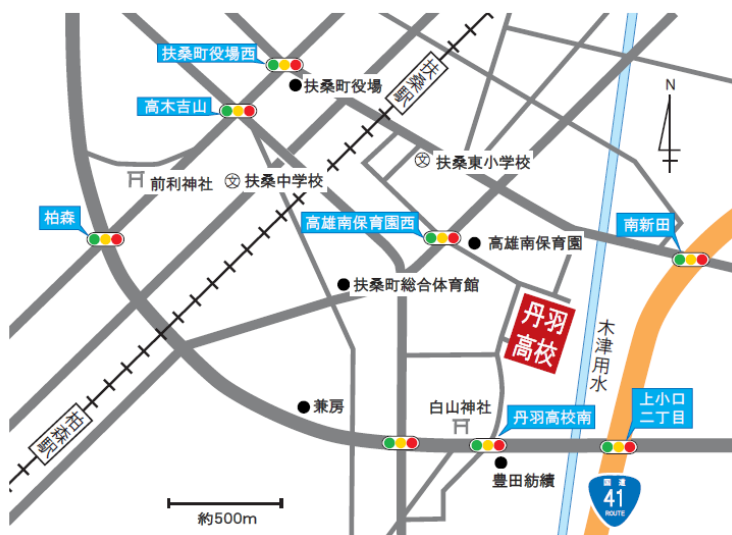 扶桑町役場西
扶桑町役場
高木吉山
扶桑駅
N
文
扶桑東小学校
前利神社
文
扶桑中学校
柏森
高雄南保育園西
高雄南保育園
南新田
扶桑町総合体育館
丹羽
高校
木津用水
兼房
白山神社
丹羽高校南
上小口
二丁目
柏森駅
豊田紡績
約500m
国道
41
ROUTE